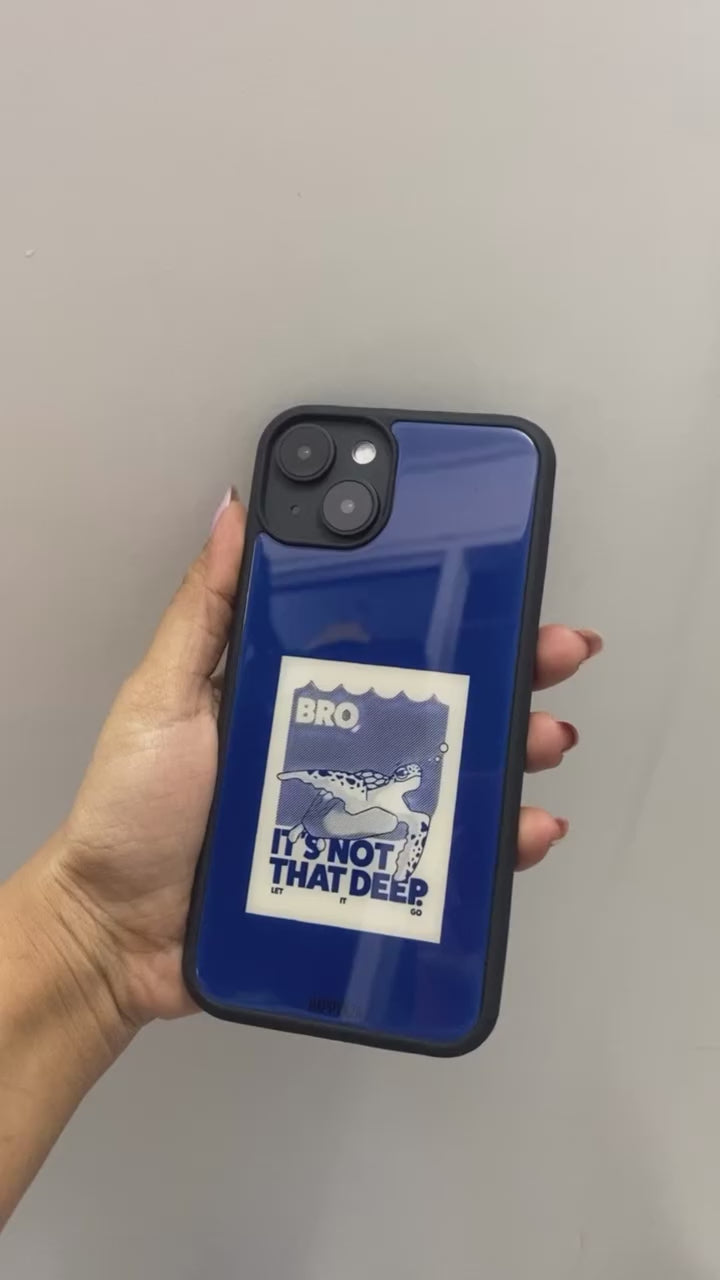 BRO,
IT'S NOT
THAT DEEP.
LET IT GO